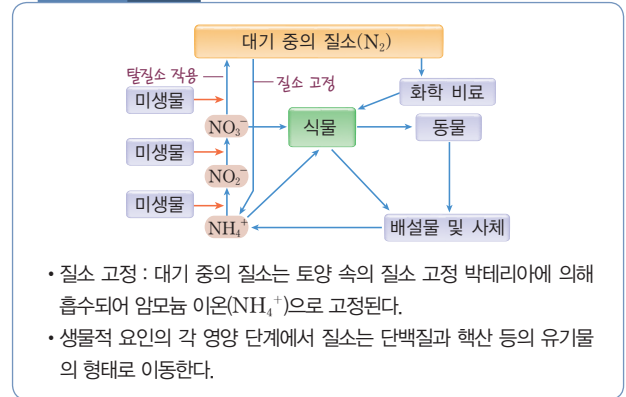 대기 중의 질소(N₂)
탈질소 작용
질소 고정
미생물
화학 비료
NO₃⁻
식물
동물
미생물
NO₂⁻
미생물
NH₄⁺
배설물 및 사체
• 질소 고정 : 대기 중의 질소는 토양 속의 질소 고정 박테리아에 의해
흡수되어 암모늄 이온(NH₄⁺)으로 고정된다.
• 생물적 요인의 각 영양 단계에서 질소는 단백질과 핵산 등의 유기물
의 형태로 이동한다.